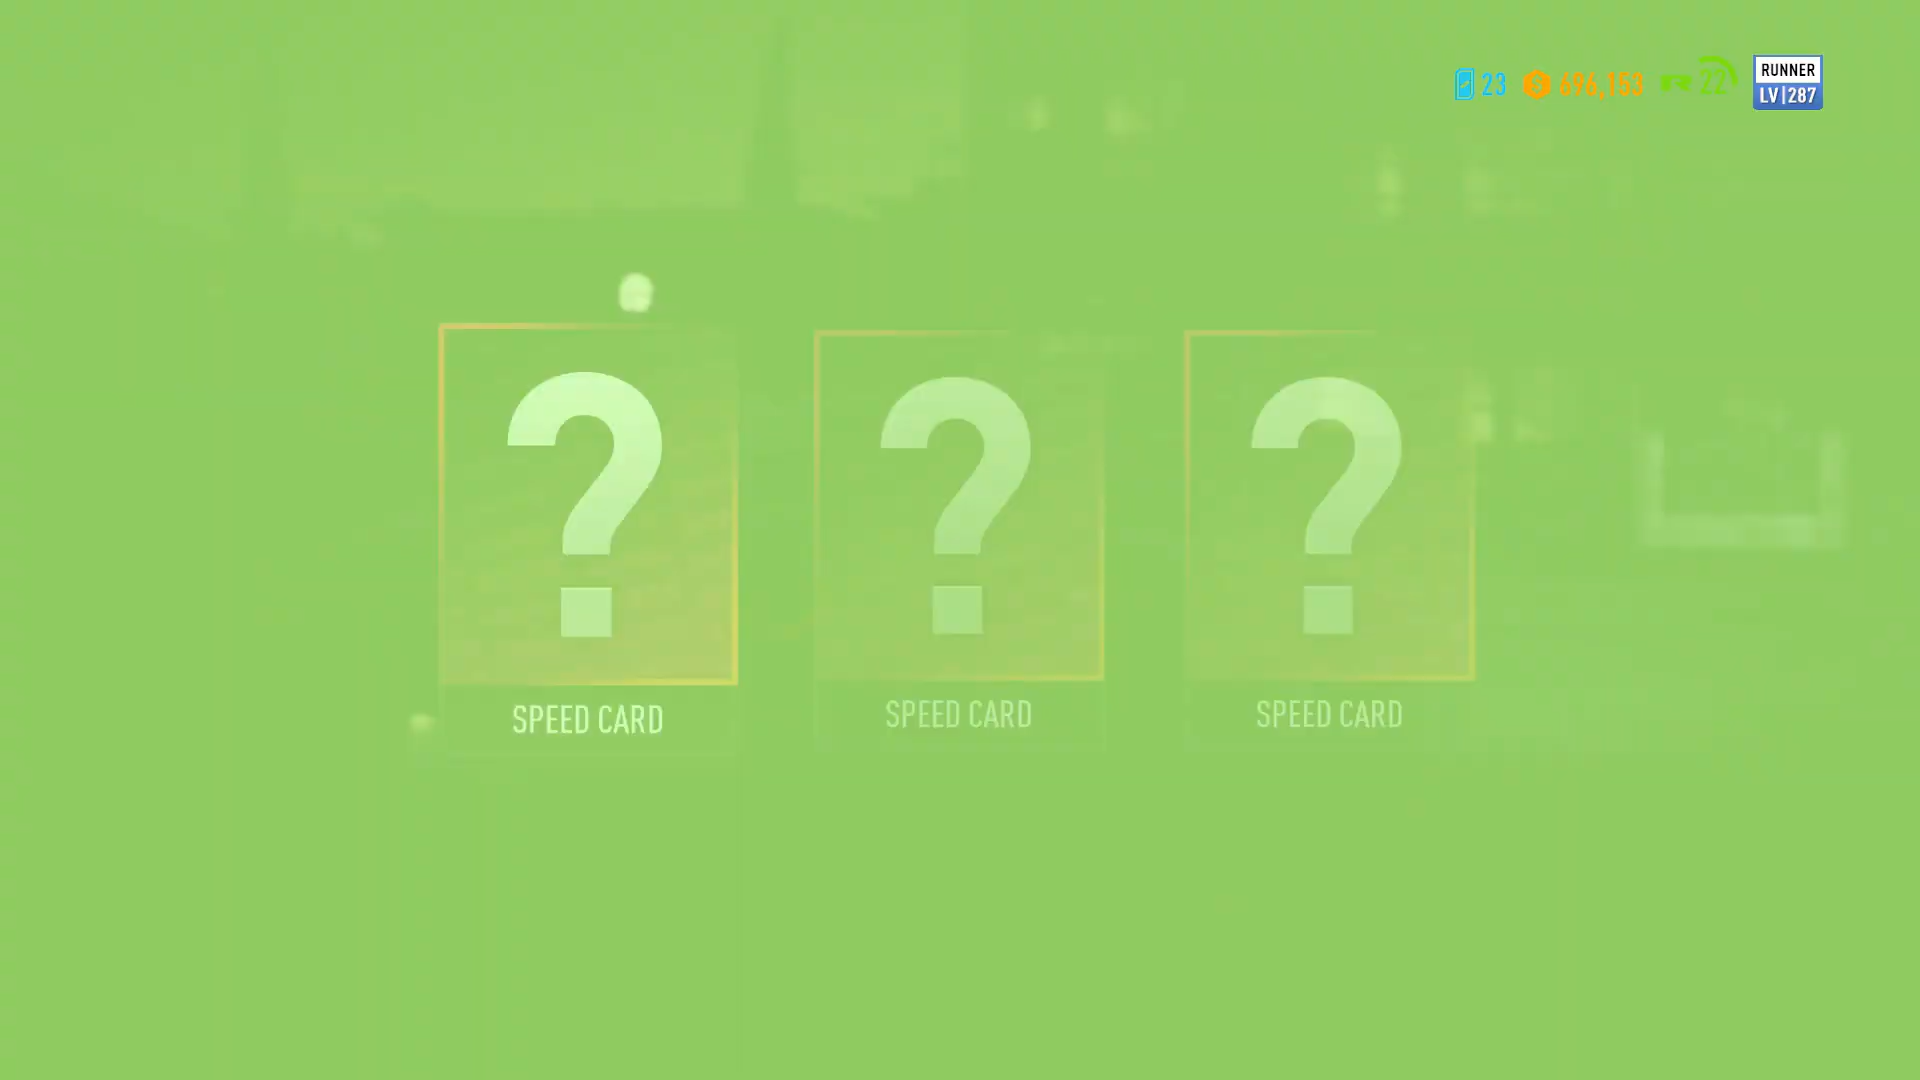 23 696,153 22 RUNNER
LV|287
?
?
?
SPEED CARD
SPEED CARD
SPEED CARD